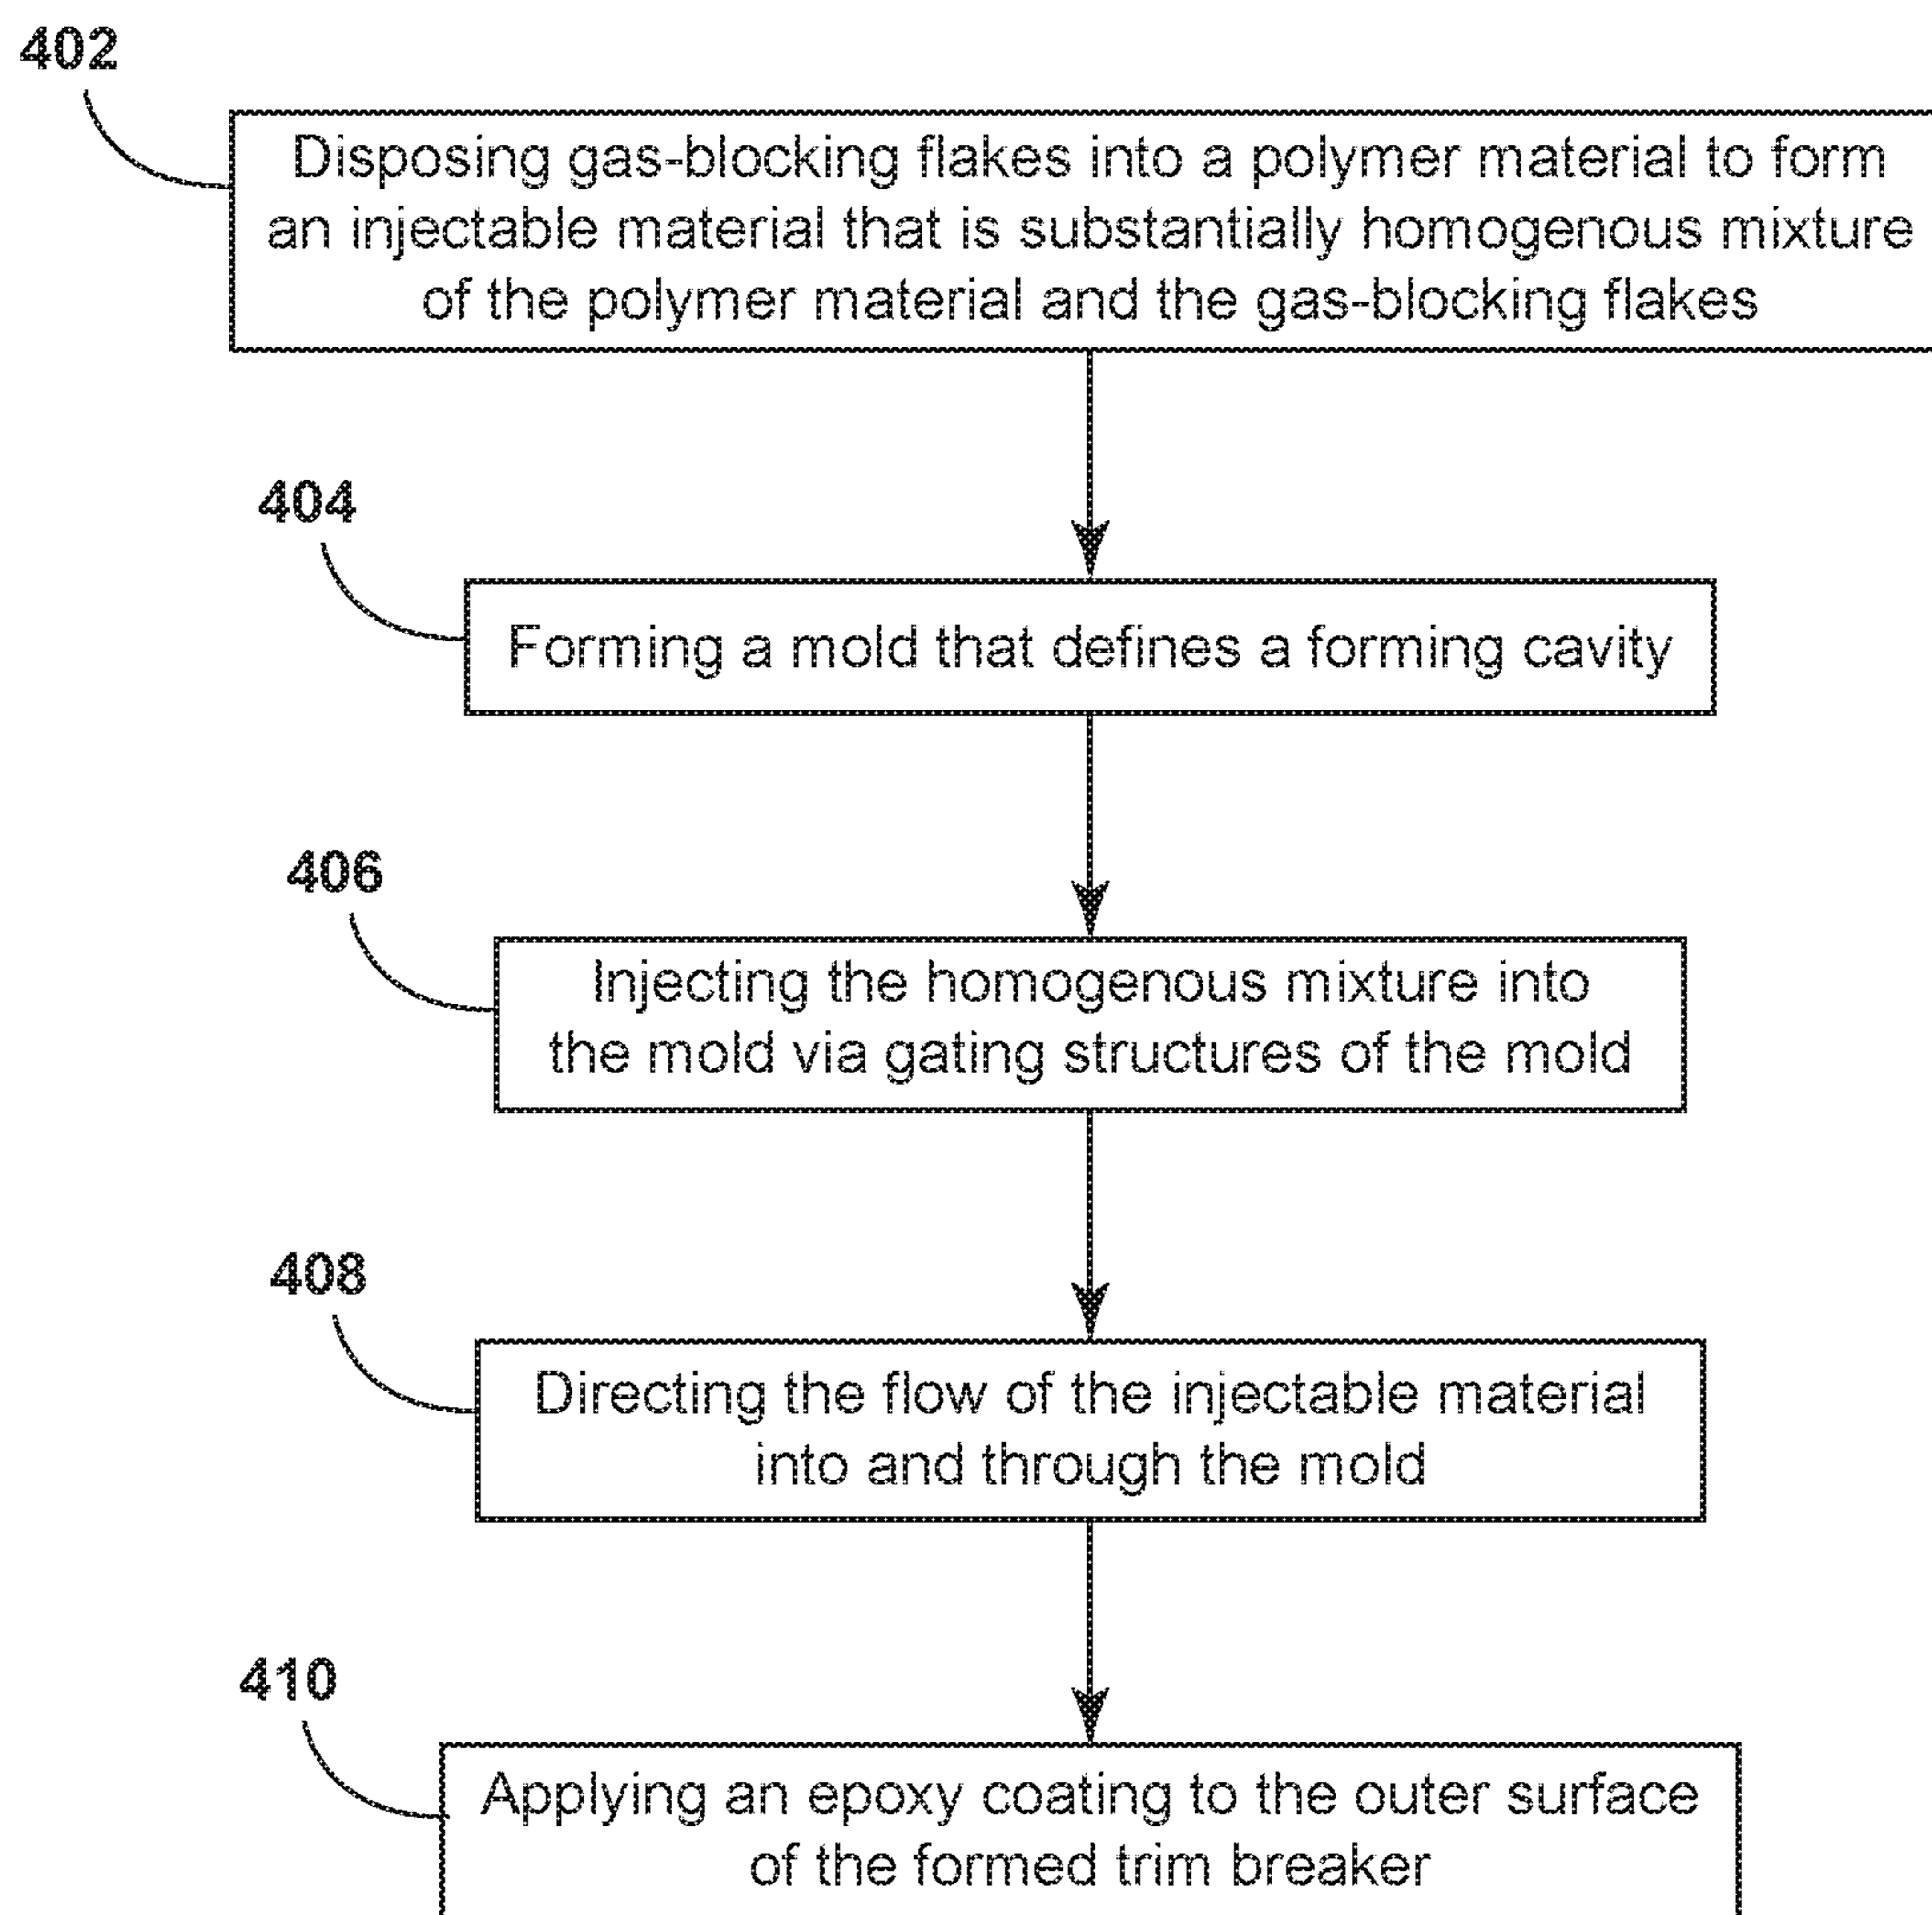 402
Disposing gas-blocking flakes into a polymer material to form
an injectable material that is substantially homogenous mixture
of the polymer material and the gas-blocking flakes
404
Forming a mold that defines a forming cavity
406
Injecting the homogenous mixture into
the mold via gating structures of the mold
408
Directing the flow of the injectable material
into and through the mold
410
Applying an epoxy coating to the outer surface
of the formed trim breaker